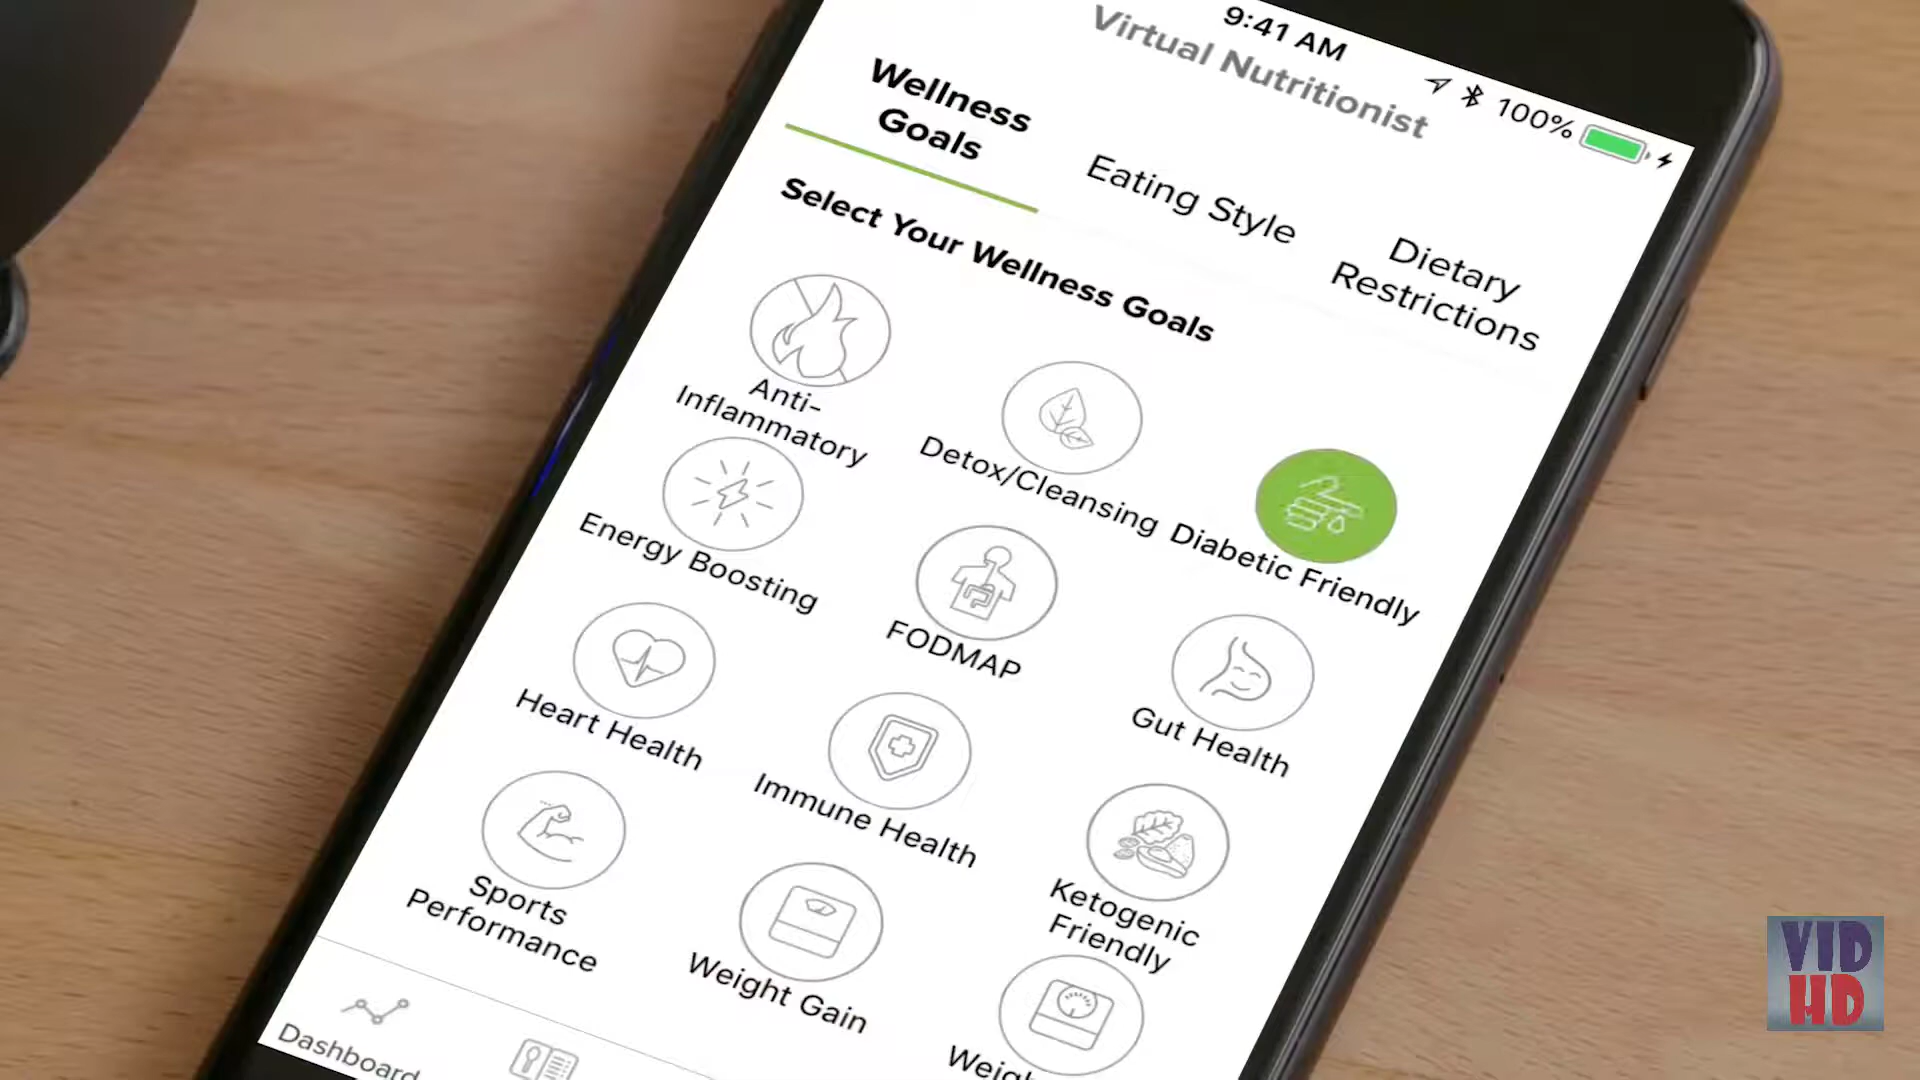 9:41 AM
100%
Virtual Nutritionist
Wellness
Goals
Eating Style
Dietary
Restrictions
Select Your Wellness Goals
Anti-
Inflammatory
Detox/Cleansing
Diabetic Friendly
Energy Boosting
FODMAP
Gut Health
Heart Health
Immune Health
Ketogenic
Friendly
Sports
Performance
Weight Gain
Dashboard
VID
HD